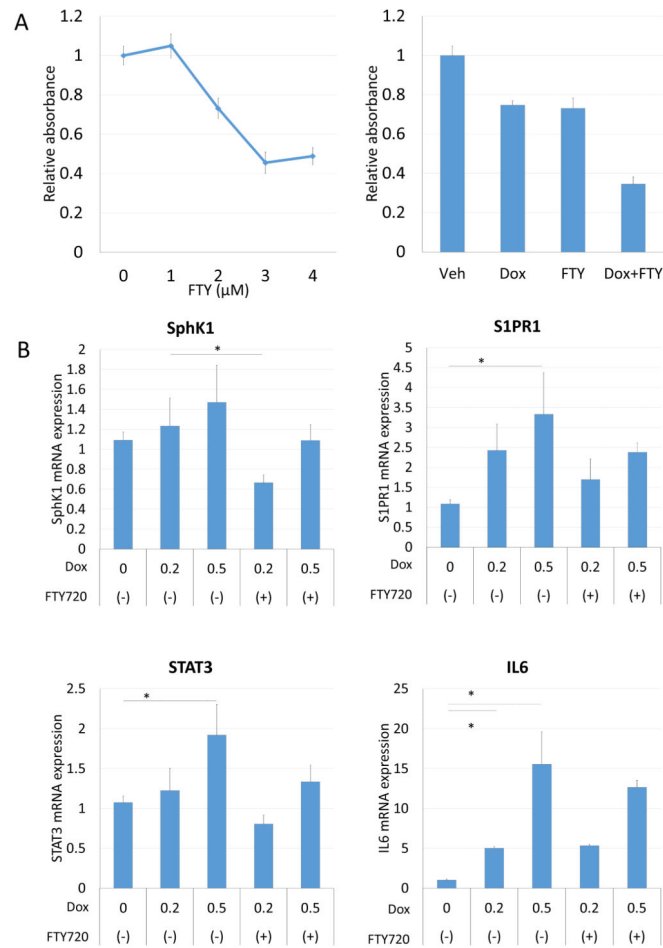 A
Relative absorbance
1.2
1
0.8
0.6
0.4
0.2
0
0 1 2 3 4
FTY (µM)
Relative absorbance
1.2
1
0.8
0.6
0.4
0.2
0
Veh Dox FTY Dox+FTY
B
SphK1
SphK1 mRNA expression
2
1.8
1.6
1.4
1.2
1
0.8
0.6
0.4
0.2
0
*
Dox 0 0.2 0.5 0.2 0.5
FTY720 (-) (-) (-) (+) (+)
S1PR1
S1PR1 mRNA expression
5
4.5
4
3.5
3
2.5
2
1.5
1
0.5
0
*
Dox 0 0.2 0.5 0.2 0.5
FTY720 (-) (-) (-) (+) (+)
STAT3
STAT3 mRNA expression
2.5
2
1.5
1
0.5
0
*
Dox 0 0.2 0.5 0.2 0.5
FTY720 (-) (-) (-) (+) (+)
IL6
IL6 mRNA expression
25
20
15
10
5
0
*
*
Dox 0 0.2 0.5 0.2 0.5
FTY720 (-) (-) (-) (+) (+)